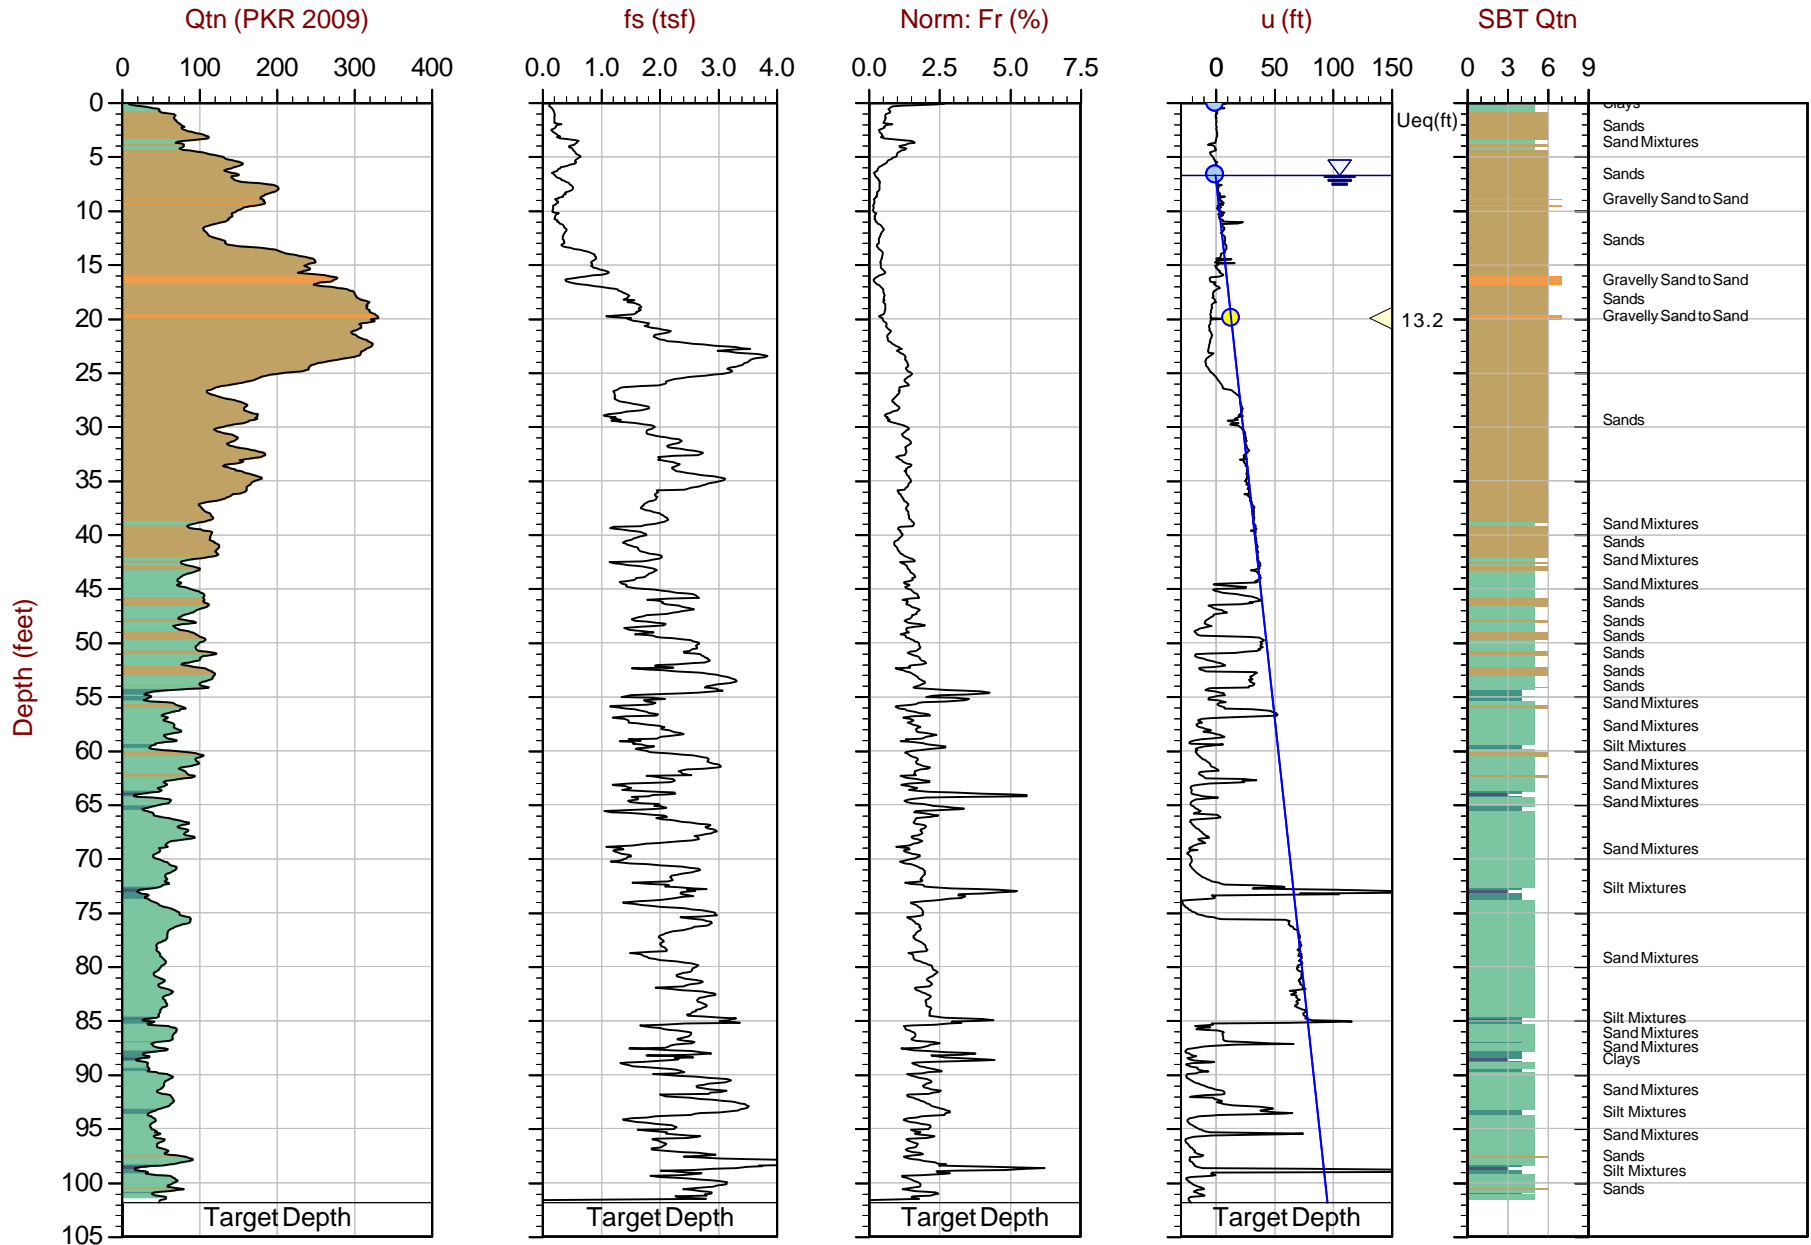 Qtn (PKR 2009) fs (tsf) Norm: Fr (%) u (ft) SBT Qtn
0 100 200 300 400 0.0 1.0 2.0 3.0 4.0 0.0 2.5 5.0 7.5 0 50 100 150 0 3 6 9
Depth (feet)
0
5
10
15
20
25
30
35
40
45
50
55
60
65
70
75
80
85
90
95
100
105
Ueq(ft)
13.2
Clays
Sands
Sand Mixtures
Sands
Gravelly Sand to Sand
Sands
Gravelly Sand to Sand
Sands
Gravelly Sand to Sand
Sands
Sand Mixtures
Sands
Sand Mixtures
Sand Mixtures
Sands
Sands
Sands
Sands
Sands
Sands
Sand Mixtures
Sand Mixtures
Silt Mixtures
Sand Mixtures
Sand Mixtures
Sand Mixtures
Sand Mixtures
Silt Mixtures
Sand Mixtures
Silt Mixtures
Sand Mixtures
Sand Mixtures
Clays
Sand Mixtures
Silt Mixtures
Sand Mixtures
Sands
Silt Mixtures
Sands
Target Depth Target Depth Target Depth Target Depth